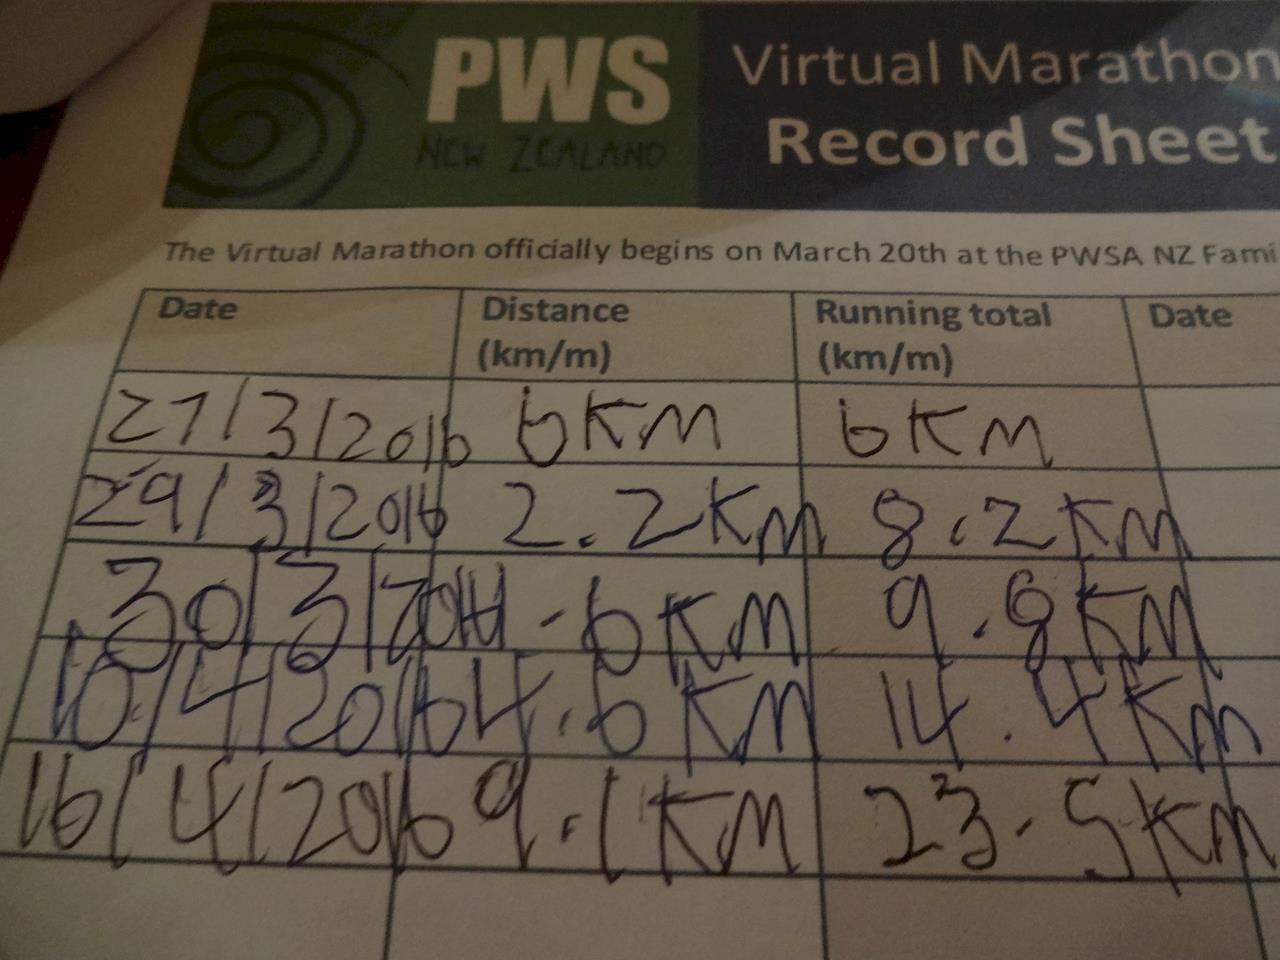 PWS
NEW ZEALAND
Virtual Marathon
Record Sheet
The Virtual Marathon officially begins on March 20th at the PWSA NZ Fami
Date Distance (km/m) Running total (km/m) Date
27/3/2016 6KM 6KM
29/3/2016 2.2KM 8.2KM
30/3/2016 1.6KM 9.8KM
10/4/2016 4.6KM 14.4KM
16/4/2016 9.1KM 23.5KM